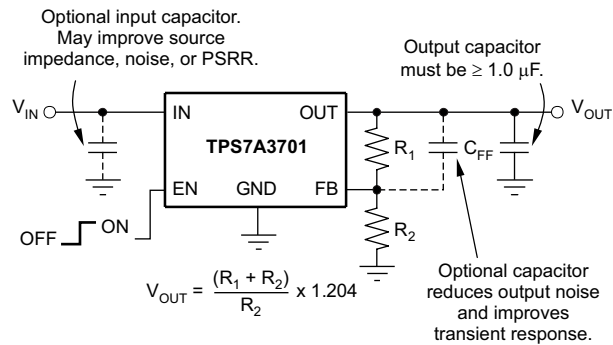 Optional input capacitor.
May improve source
impedance, noise, or PSRR.
Output capacitor
must be ≥ 1.0 μF.
V_IN
IN
OUT
V_OUT
TPS7A3701
R_1
C_FF
EN
GND
FB
OFF
ON
R_2
V_OUT = (R_1 + R_2) / R_2 x 1.204
Optional capacitor
reduces output noise
and improves
transient response.